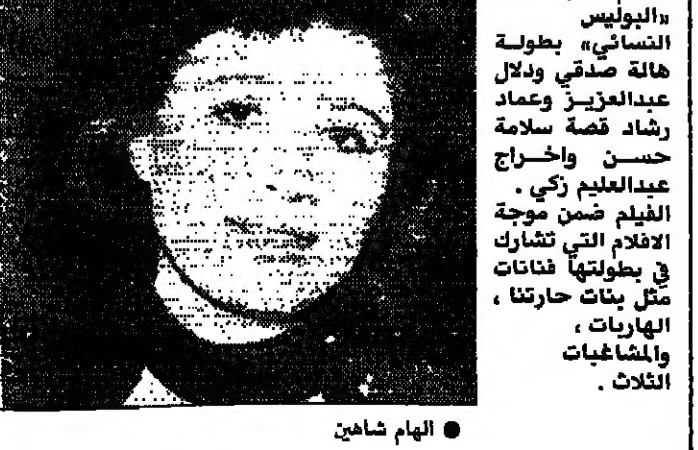 «البوليس
النسائي» بطولة
هالة صدقي ودلال
عبدالعزيز وعماد
رشاد قصة سلامة
حسن واخراج
عبدالعليم زكي .
الفيلم ضمن موجة
الافلام التي تشارك
في بطولتها فنانات
مثل بنات حارتنا ،
الهاربات ،
والمشاغبات
الثلاث .
● الهام شاهين